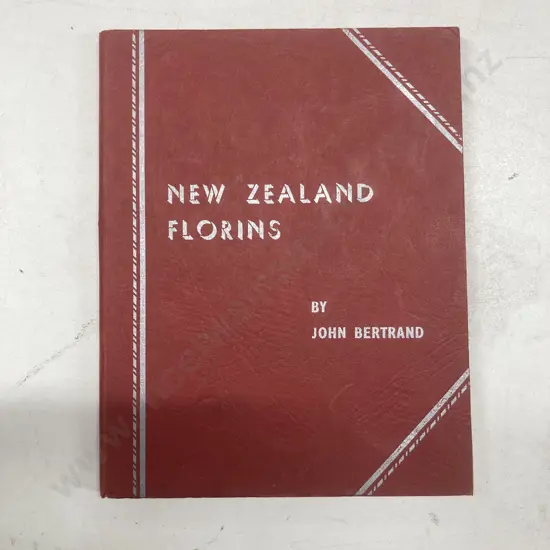 NEW ZEALAND
FLORINS
BY
JOHN BERTRAND